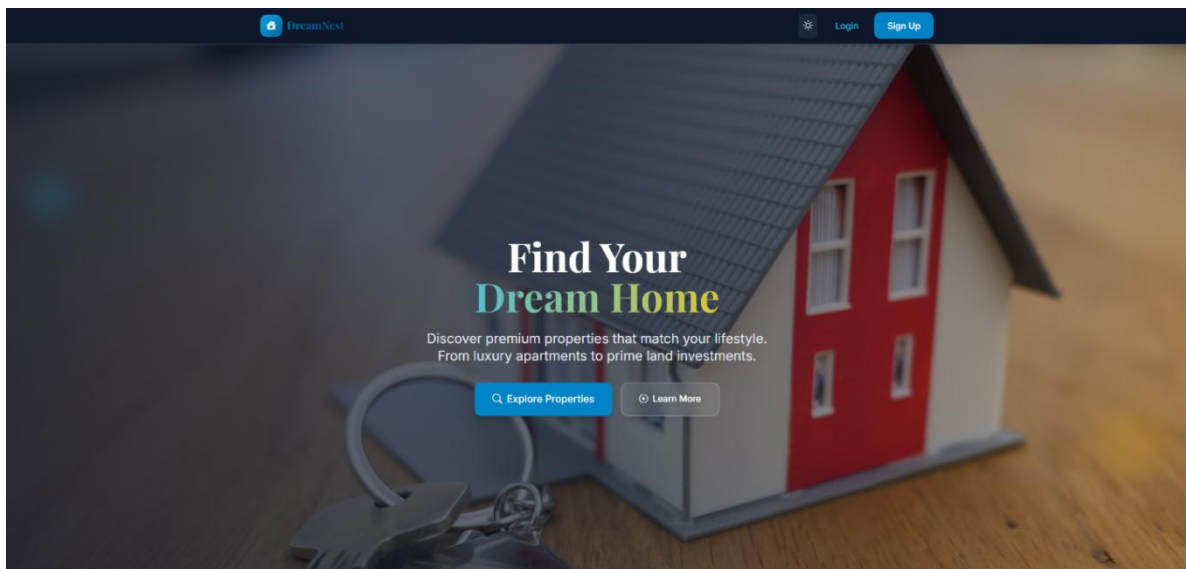 DreamNest
Login
Sign Up
Find Your
Dream Home
Discover premium properties that match your lifestyle.
From luxury apartments to prime land investments.
Explore Properties
Learn More